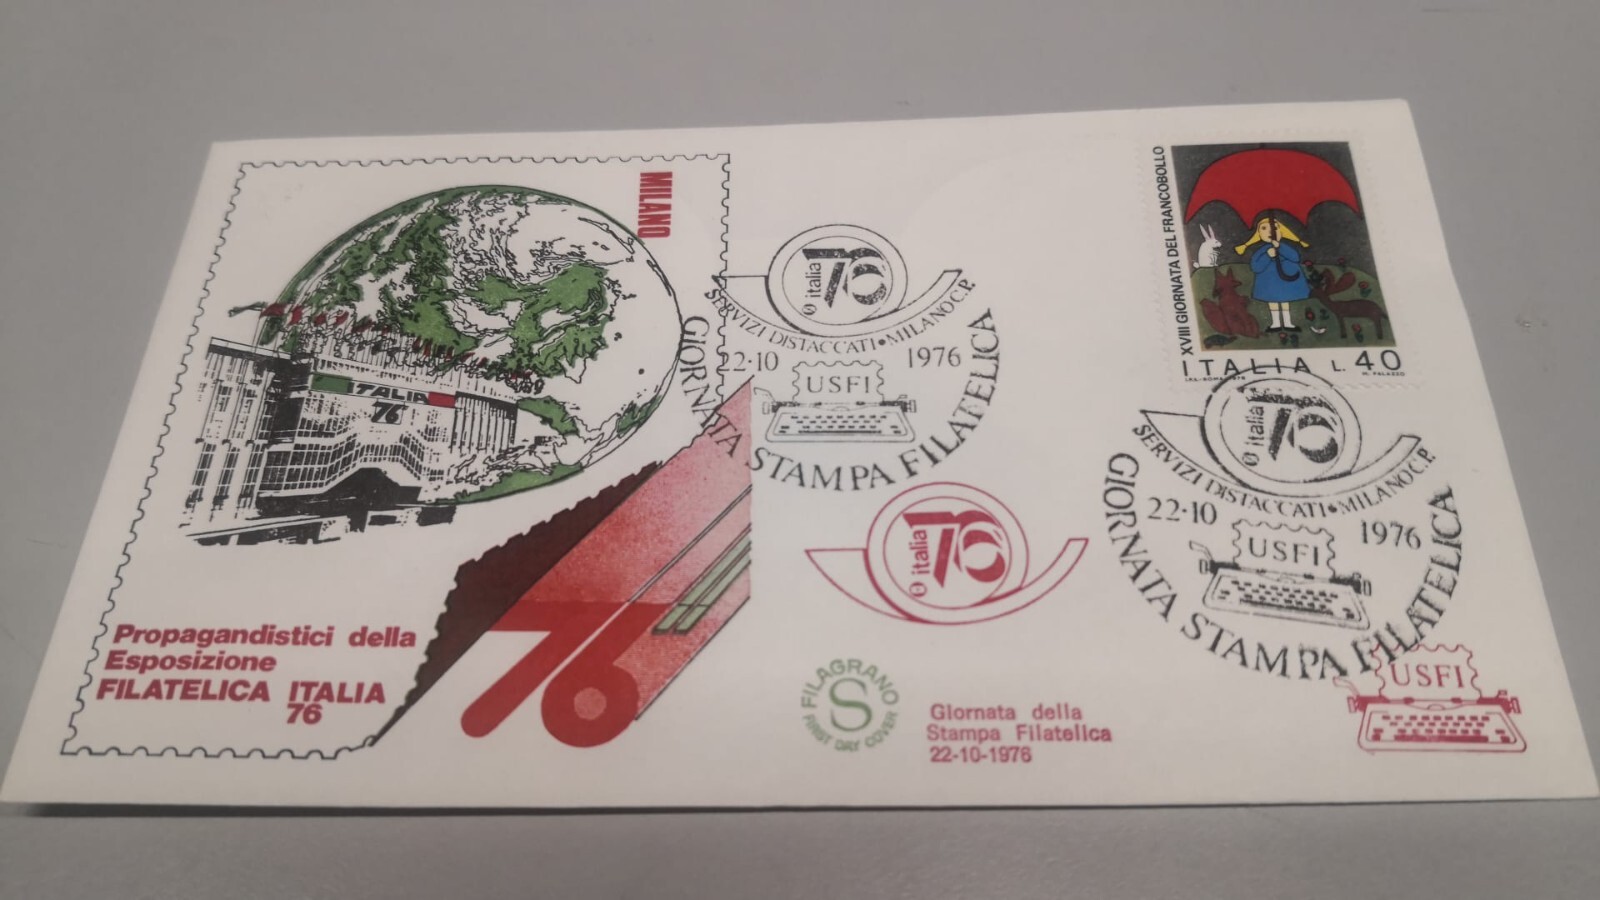 MILANO
ITALIA
76
Propagandistici della
Esposizione
FILATELICA ITALIA
76
76
italia 76
SERVIZI DISTACCATI•MILANO C.P.
22·10 1976
USFI
GIORNATA STAMPA FILATELICA
italia 76
FILAGRANO
S
FIRST DAY COVER
Giornata della
Stampa Filatelica
22-10-1976
XVIII GIORNATA DEL FRANCOBOLLO
ITALIA L. 40
M. PALAZZO
italia 76
SERVIZI DISTACCATI•MILANO C.P.
22·10 1976
USFI
GIORNATA STAMPA FILATELICA
USFI